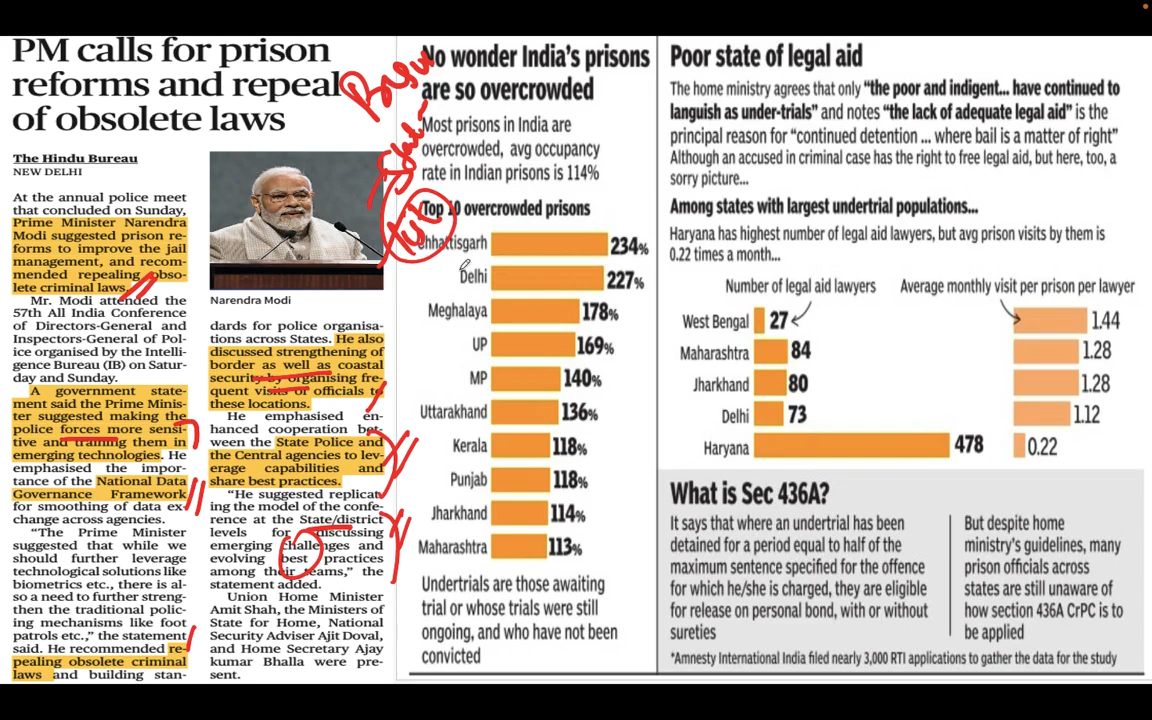 PM calls for prison
reforms and repeal
of obsolete laws
The Hindu Bureau
NEW DELHI
At the annual police meet
that concluded on Sunday,
Prime Minister Narendra
Modi suggested prison re-
forms to improve the jail
management, and recom-
mended repealing obso-
lete criminal laws.
Mr. Modi attended the
57th All India Conference
of Directors-General and
Inspectors-General of Pol-
ice organised by the Intelli-
gence Bureau (IB) on Satur-
day and Sunday.
A government state-
ment said the Prime Minis-
ter suggested making the
police forces more sensi-
tive and training them in
emerging technologies. He
emphasised the impor-
tance of the National Data
Governance Framework
for smoothing of data ex-
change across agencies.
“The Prime Minister
suggested that while we
should further leverage
technological solutions like
biometrics etc., there is al-
so a need to further streng-
then the traditional polic-
ing mechanisms like foot
patrols etc.,” the statement
said. He recommended re-
pealing obsolete criminal
laws and building stan-
Narendra Modi
dards for police organisa-
tions across States. He also
discussed strengthening of
border as well as coastal
security by organising fre-
quent visits of officials to
these locations.
He emphasised en-
hanced cooperation bet-
ween the State Police and
the Central agencies to lev-
erage capabilities and
share best practices.
“He suggested replicat-
ing the model of the confe-
rence at the State/district
levels for discussing
emerging challenges and
evolving best practices
among their teams,” the
statement added.
Union Home Minister
Amit Shah, the Ministers of
State for Home, National
Security Adviser Ajit Doval,
and Home Secretary Ajay
kumar Bhalla were pre-
sent.
No wonder India’s prisons
are so overcrowded
Most prisons in India are
overcrowded, avg occupancy
rate in Indian prisons is 114%
Top 10 overcrowded prisons
Chhattisgarh 234%
Delhi 227%
Meghalaya 178%
UP 169%
MP 140%
Uttarakhand 136%
Kerala 118%
Punjab 118%
Jharkhand 114%
Maharashtra 113%
Undertrials are those awaiting
trial or whose trials were still
ongoing, and who have not been
convicted
Poor state of legal aid
The home ministry agrees that only “the poor and indigent... have continued to
languish as under-trials” and notes “the lack of adequate legal aid” is the
principal reason for “continued detention ... where bail is a matter of right”
Although an accused in criminal case has the right to free legal aid, but here, too, a
sorry picture...
Among states with largest undertrial populations...
Haryana has highest number of legal aid lawyers, but avg prison visits by them is
0.22 times a month...
Number of legal aid lawyers Average monthly visit per prison per lawyer
West Bengal 27 1.44
Maharashtra 84 1.28
Jharkhand 80 1.28
Delhi 73 1.12
Haryana 478 0.22
What is Sec 436A?
It says that where an undertrial has been
detained for a period equal to half of the
maximum sentence specified for the offence
for which he/she is charged, they are eligible
for release on personal bond, with or without
sureties
But despite home
ministry’s guidelines, many
prison officials across
states are still unaware of
how section 436A CrPC is to
be applied
*Amnesty International India filed nearly 3,000 RTI applications to gather the data for the study